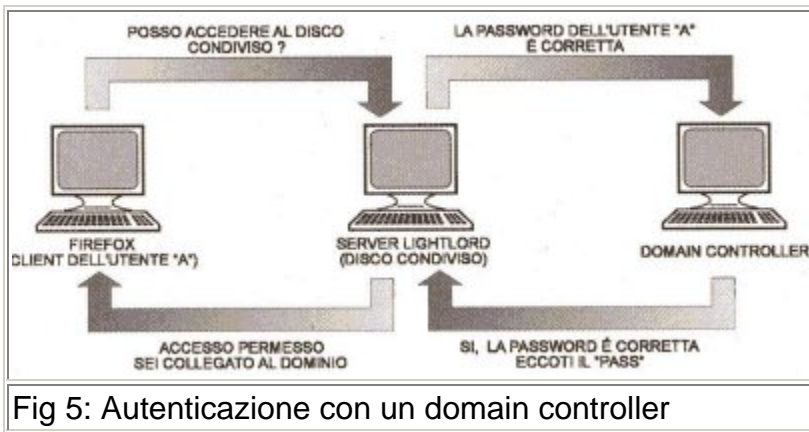 POSSO ACCEDERE AL DISCO
CONDIVISO ?
LA PASSWORD DELL'UTENTE "A"
É CORRETTA
FIREFOX
CLIENT DELL'UTENTE "A")
SERVER LIGHTLORD
(DISCO CONDIVISO)
DOMAIN CONTROLLER
ACCESSO PERMESSO
SEI COLLEGATO AL DOMINIO
SI, LA PASSWORD É CORRETTA
ECCOTI IL "PASS"
Fig 5: Autenticazione con un domain controller